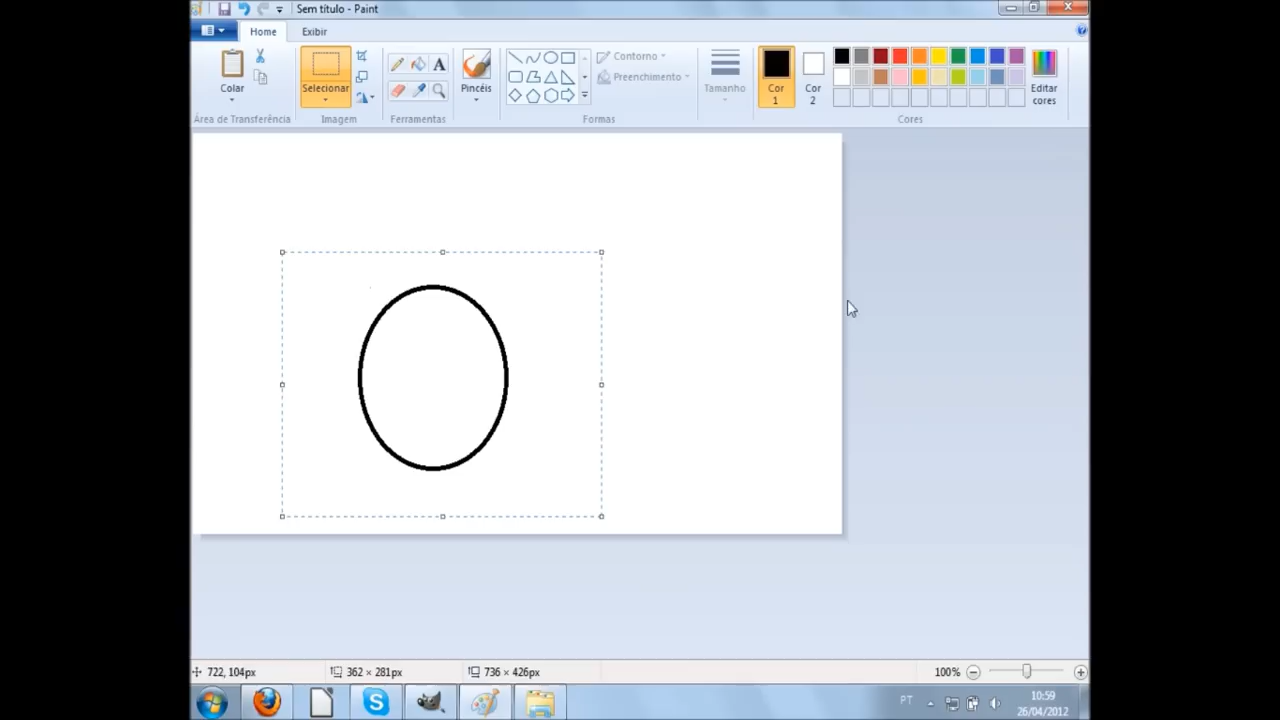 Sem título - Paint
Home Exibir
Colar
Selecionar
A
Pincéis
Contorno
Preenchimento
Tamanho
Cor 1
Cor 2
Editar cores
Área de Transferência
Imagem
Ferramentas
Formas
Cores
722, 104px
362 × 281px
736 × 426px
100%
PT
10:59
26/04/2012